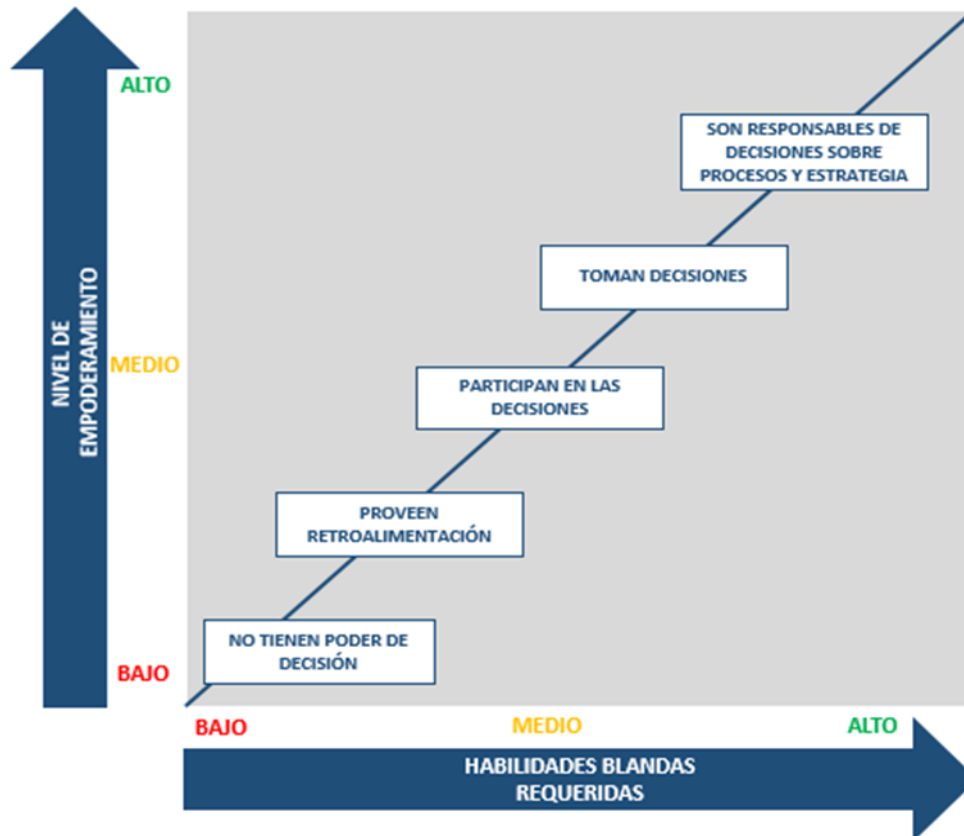 ALTO
SON RESPONSABLES DE
DECISIONES SOBRE
PROCESOS Y ESTRATEGIA
TOMAN DECISIONES
NIVEL DE
EMPODERAMIENTO
MEDIO
PARTICIPAN EN LAS
DECISIONES
PROVEEN
RETROALIMENTACIÓN
NO TIENEN PODER DE
DECISIÓN
BAJO
BAJO
MEDIO
ALTO
HABILIDADES BLANDAS
REQUERIDAS